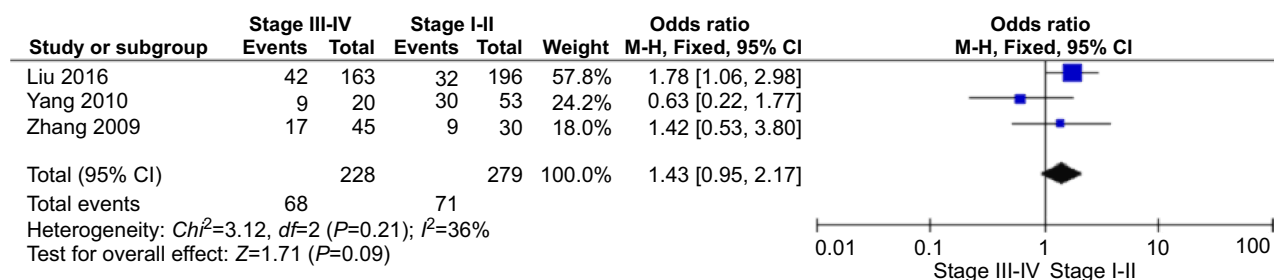 Stage III-IV Stage I-II Odds ratio Odds ratio
Study or subgroup Events Total Events Total Weight M-H, Fixed, 95% CI M-H, Fixed, 95% CI
Liu 2016 42 163 32 196 57.8% 1.78 [1.06, 2.98]
Yang 2010 9 20 30 53 24.2% 0.63 [0.22, 1.77]
Zhang 2009 17 45 9 30 18.0% 1.42 [0.53, 3.80]
Total (95% CI) 228 279 100.0% 1.43 [0.95, 2.17]
Total events 68 71
Heterogeneity: Chi²=3.12, df=2 (P=0.21); I²=36%
Test for overall effect: Z=1.71 (P=0.09)
0.01 0.1 1 10 100
Stage III-IV Stage I-II